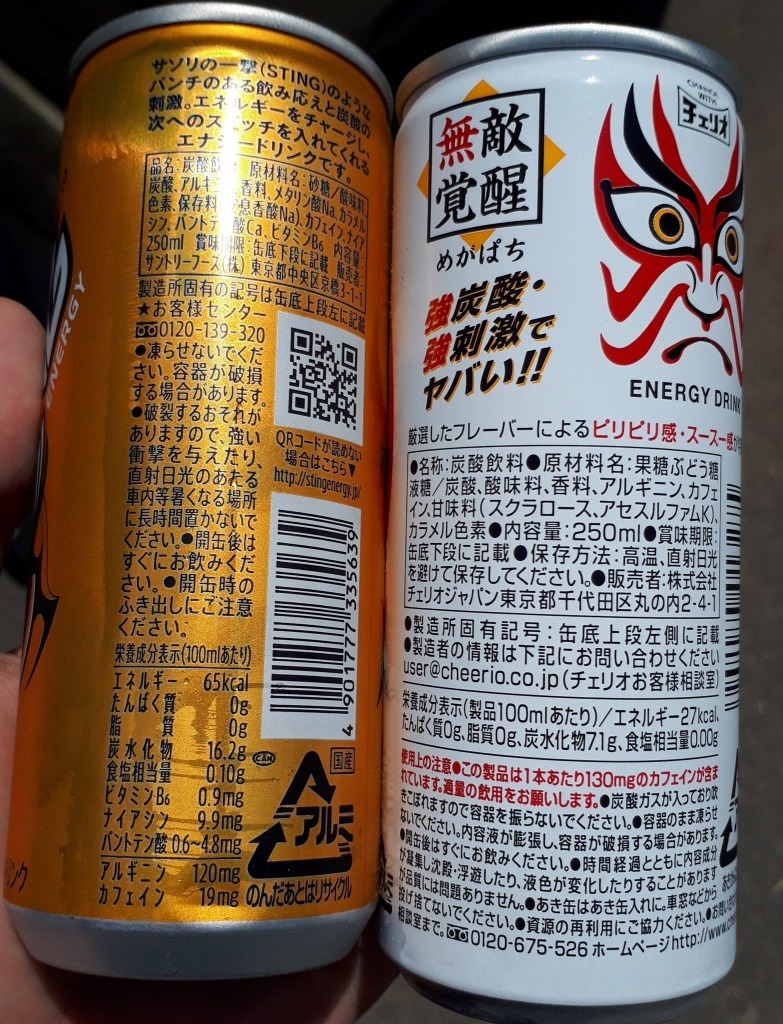 サソリの一撃(STING)のような
パンチのある飲み応えと炭酸の
刺激。エネルギーをチャージし、
次へのスイッチを入れてくれる
エナジードリンクです。
品名:炭酸飲 原材料名:砂糖/酸味料、
炭酸、アルギ 香料、メタリン酸Na、カラメル
色素、保存料 息香酸Na)、カフェイン、ナイア
シン、パントテン酸Ca、ビタミンB₆ 内容量:
250ml 賞味期限:缶底下段に記載 販売者:
サントリーフーズ(株) 東京都中央区京橋3-1-1
製造所固有の記号は缶底上段左に記載
★お客様センター
0120-139-320
●凍らせないでくだ
さい。容器が破損
する場合があります。
●破裂するおそれが
ありますので、強い
衝撃を与えたり、
直射日光のあたる
車内等暑くなる場所
に長時間置かないで
ください。●開缶後は
すぐにお飲みくださ
い。●開缶時の
ふき出しにご注意
ください。
QRコードが読めない
場合はこちら▼
http://stingenergy.jp/
4 901777 335639
栄養成分表示(100mlあたり)
エネルギー 65kcal
たんぱく質 0g
脂質 0g
炭水化物 16.2g
食塩相当量 0.10g
ビタミンB₆ 0.9mg
ナイアシン 9.9mg
パントテン酸 0.6~4.8mg
アルギニン 120mg
カフェイン 19mg
CAN
国産
アルミ
のんだあとはリサイクル
ENERGY
ンク
CHANGE
WITH
チェリオ
無敵
覚醒
めがぱち
強炭酸・
強刺激で
ヤバい!!
ENERGY DRINK
厳選したフレーバーによるピリピリ感・スースー感が
●名称:炭酸飲料●原材料名:果糖ぶどう糖
液糖/炭酸、酸味料、香料、アルギニン、カフェ
イン、甘味料(スクラロース、アセスルファムK)、
カラメル色素●内容量:250ml●賞味期限:
缶底下段に記載●保存方法:高温、直射日光
を避けて保存してください。●販売者:株式会社
チェリオジャパン東京都千代田区丸の内2-4-1
●製造所固有記号:缶底上段左側に記載
●製造者の情報は下記にお問い合わせください
user@cheerio.co.jp(チェリオお客様相談室)
栄養成分表示(製品100mlあたり)/エネルギー27kcal、
たんぱく質0g、脂質0g、炭水化物7.1g、食塩相当量0.00g
使用上の注意●この製品は1本あたり130mgのカフェインが含ま
れています。適量の飲用をお願いします。●炭酸ガスが入っており吹
きこぼれますので容器を振らないでください。●容器のまま凍らせ
ないでください。内容液が膨張し、容器が破損する場合があります。
●開缶後はすぐにお飲みください。●時間経過とともに内容成分
が凝集し沈殿・浮遊したり、液色が変化したりすることがあります
が品質には問題ありません。●あき缶はあき缶入れに。車窓などから
投げ捨てないでください。●資源の再利用にご協力ください。●お問い
相談室まで。0120-675-526 ホームページhttp://www.che